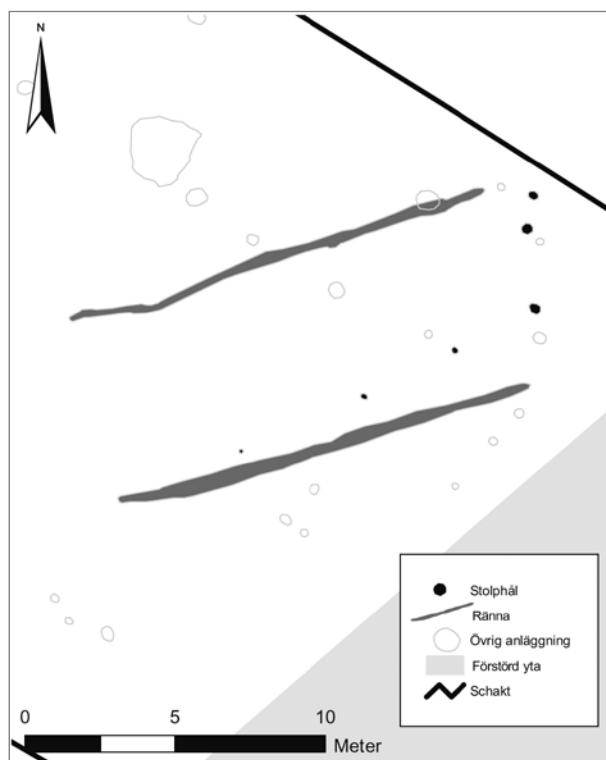 N
Stolphål
Ränna
Övrig anläggning
Förstörd yta
Schakt
0 5 10
Meter